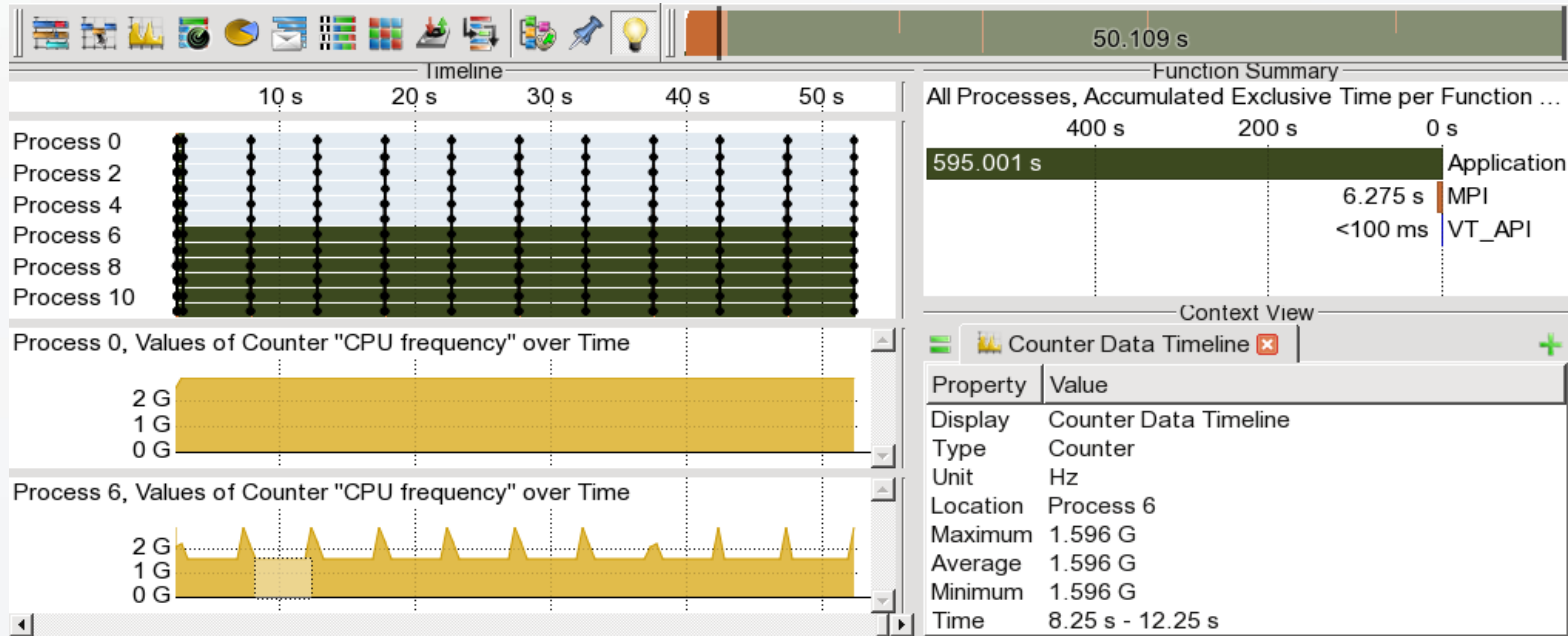 50.109 s
Timeline
10 s 20 s 30 s 40 s 50 s
Process 0
Process 2
Process 4
Process 6
Process 8
Process 10
Process 0, Values of Counter "CPU frequency" over Time
2 G
1 G
0 G
Process 6, Values of Counter "CPU frequency" over Time
2 G
1 G
0 G
Function Summary
All Processes, Accumulated Exclusive Time per Function ...
400 s 200 s 0 s
595.001 s Application
6.275 s MPI
<100 ms VT_API
Context View
Counter Data Timeline
Property Value
Display Counter Data Timeline
Type Counter
Unit Hz
Location Process 6
Maximum 1.596 G
Average 1.596 G
Minimum 1.596 G
Time 8.25 s - 12.25 s